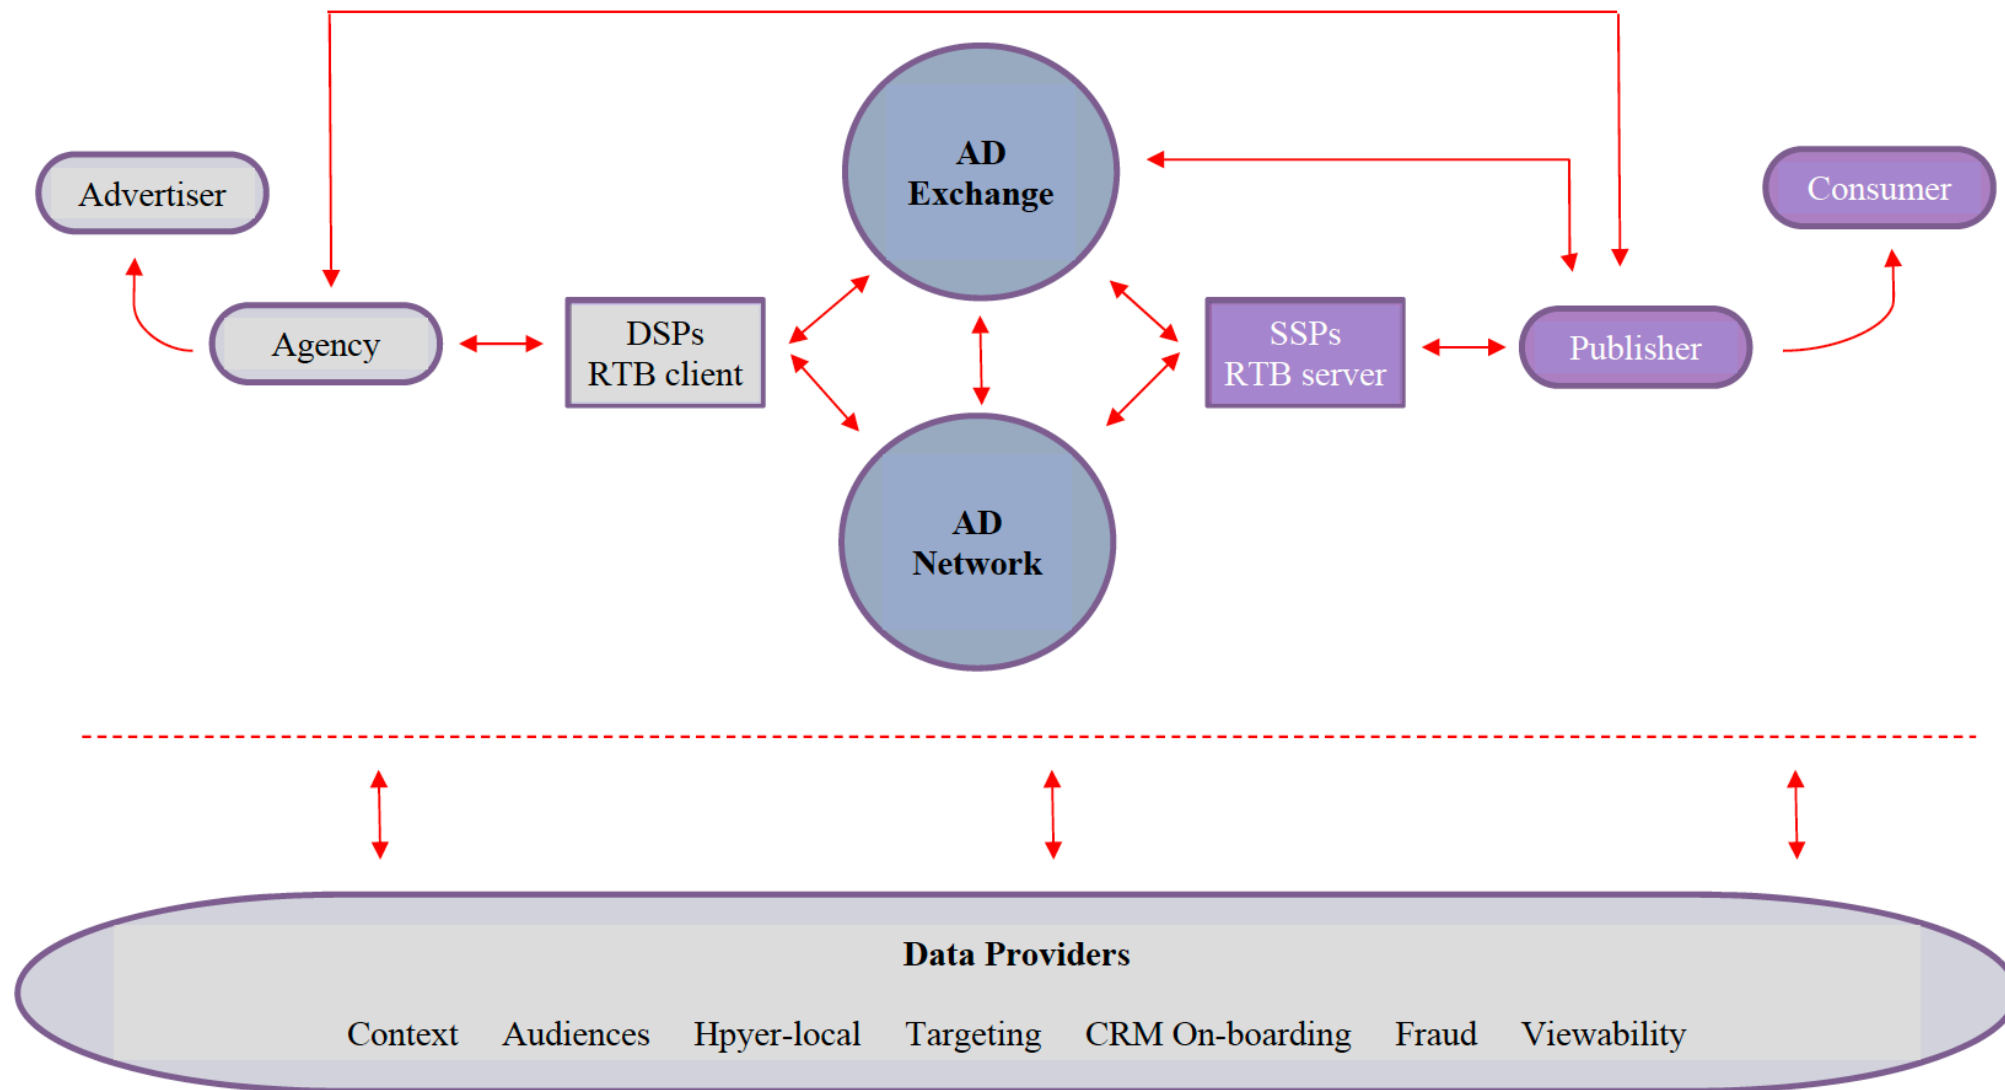 AD
Exchange
Advertiser
Consumer
Agency
DSPs
RTB client
SSPs
RTB server
Publisher
AD
Network
Data Providers
Context Audiences Hpyer-local Targeting CRM On-boarding Fraud Viewability